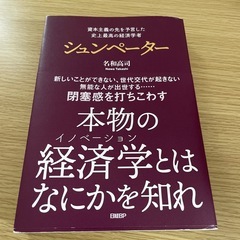 資本主義の先を予言した
史上最高の経済学者
シュンペーター
名和高司
Nawa Takashi
新しいことができない、世代交代が起きない
無能な人が出世する……
閉塞感を打ちこわす
本物の
イノベーション
経済学とは
なにかを知れ
日経BP